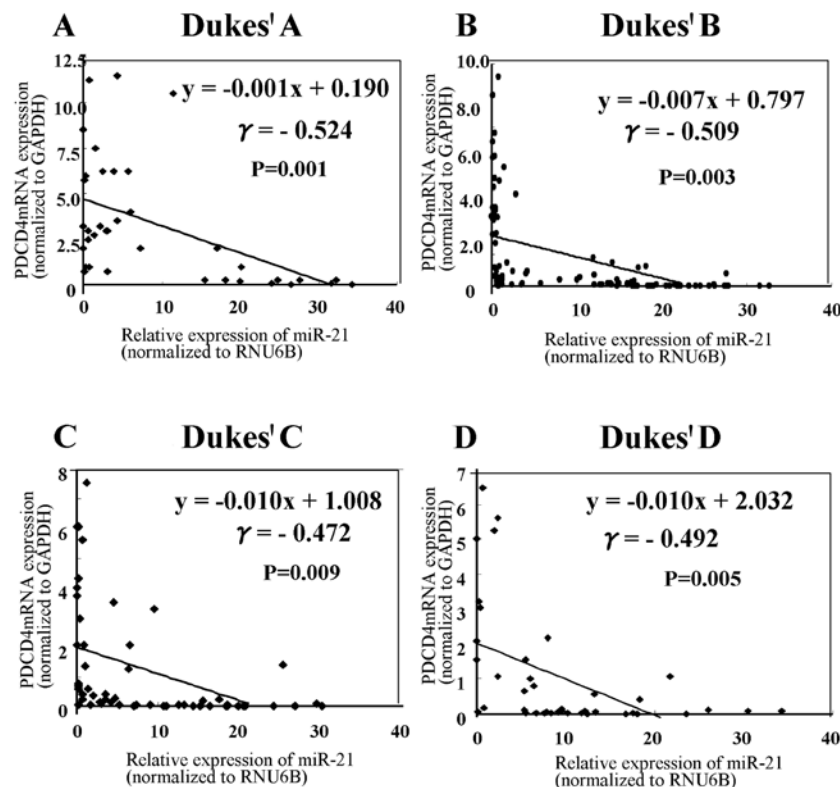 A Dukes' A
PDCD4mRNA expression
(normalized to GAPDH)
12.5
10.0
7.5
5.0
2.5
0
y = -0.001x + 0.190
γ = - 0.524
P=0.001
0 10 20 30 40
Relative expression of miR-21
(normalized to RNU6B)
B Dukes' B
PDCD4mRNA expression
(normalized to GAPDH)
10.0
8.0
6.0
4.0
2.0
0
y = -0.007x + 0.797
γ = - 0.509
P=0.003
0 10 20 30 40
Relative expression of miR-21
(normalized to RNU6B)
C Dukes' C
PDCD4mRNA expression
(normalized to GAPDH)
8
6
4
2
0
y = -0.010x + 1.008
γ = - 0.472
P=0.009
0 10 20 30 40
Relative expression of miR-21
(normalized to RNU6B)
D Dukes' D
PDCD4mRNA expression
(normalized to GAPDH)
7
6
5
4
3
2
1
0
y = -0.010x + 2.032
γ = - 0.492
P=0.005
0 10 20 30 40
Relative expression of miR-21
(normalized to RNU6B)